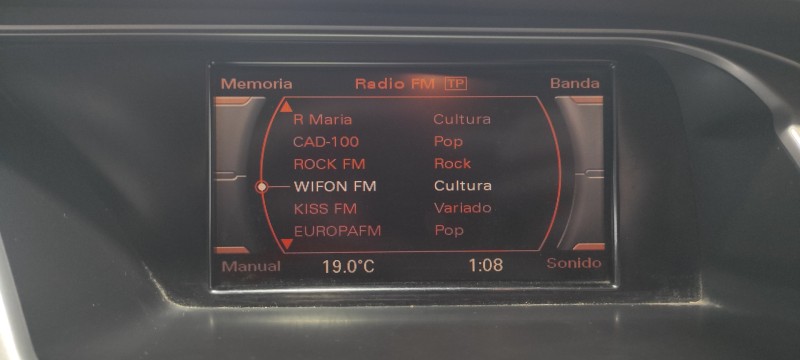 Memoria Radio FM TP Banda
R Maria Cultura
CAD-100 Pop
ROCK FM Rock
WIFON FM Cultura
KISS FM Variado
EUROPAFM Pop
Manual 19.0°C 1:08 Sonido